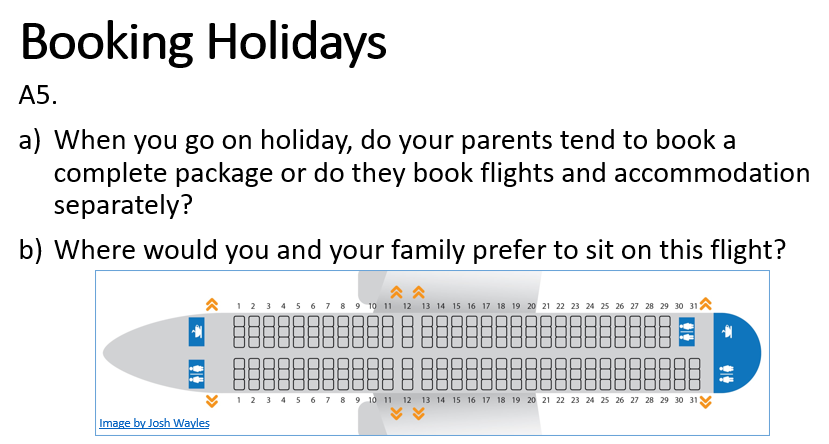 Booking Holidays
A5.
a) When you go on holiday, do your parents tend to book a
complete package or do they book flights and accommodation
separately?
b) Where would you and your family prefer to sit on this flight?
1 2 3 4 5 6 7 8 9 10 11 12 13 14 15 16 17 18 19 20 21 22 23 24 25 26 27 28 29 30 31
1 2 3 4 5 6 7 8 9 10 11 12 13 14 15 16 17 18 19 20 21 22 23 24 25 26 27 28 29 30 31
Image by Josh Wayles